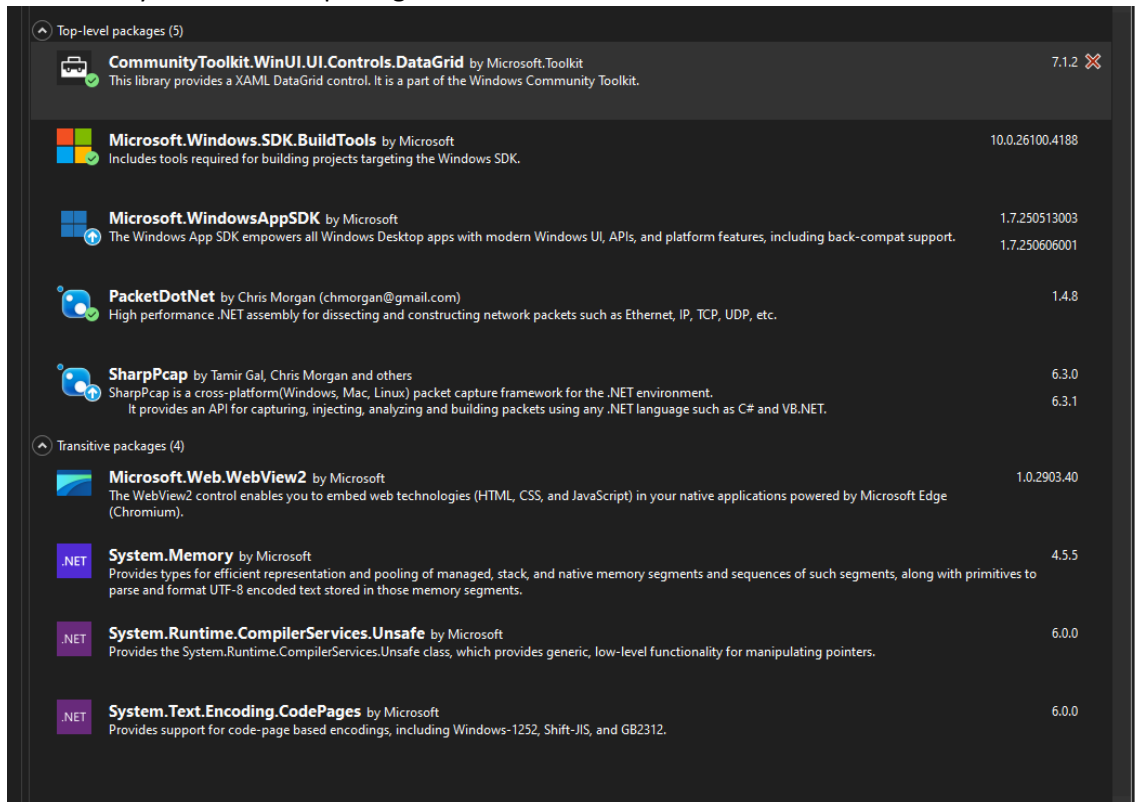 Top-level packages (5)
CommunityToolkit.WinUI.UI.Controls.DataGrid by Microsoft.Toolkit 7.1.2
This library provides a XAML DataGrid control. It is a part of the Windows Community Toolkit.
Microsoft.Windows.SDK.BuildTools by Microsoft 10.0.26100.4188
Includes tools required for building projects targeting the Windows SDK.
Microsoft.WindowsAppSDK by Microsoft 1.7.250513003
The Windows App SDK empowers all Windows Desktop apps with modern Windows UI, APIs, and platform features, including back-compat support. 1.7.250606001
PacketDotNet by Chris Morgan (chmorgan@gmail.com) 1.4.8
High performance .NET assembly for dissecting and constructing network packets such as Ethernet, IP, TCP, UDP, etc.
SharpPcap by Tamir Gal, Chris Morgan and others 6.3.0
SharpPcap is a cross-platform(Windows, Mac, Linux) packet capture framework for the .NET environment.
It provides an API for capturing, injecting, analyzing and building packets using any .NET language such as C# and VB.NET. 6.3.1
Transitive packages (4)
Microsoft.Web.WebView2 by Microsoft 1.0.2903.40
The WebView2 control enables you to embed web technologies (HTML, CSS, and JavaScript) in your native applications powered by Microsoft Edge
(Chromium).
.NET System.Memory by Microsoft 4.5.5
Provides types for efficient representation and pooling of managed, stack, and native memory segments and sequences of such segments, along with primitives to
parse and format UTF-8 encoded text stored in those memory segments.
.NET System.Runtime.CompilerServices.Unsafe by Microsoft 6.0.0
Provides the System.Runtime.CompilerServices.Unsafe class, which provides generic, low-level functionality for manipulating pointers.
.NET System.Text.Encoding.CodePages by Microsoft 6.0.0
Provides support for code-page based encodings, including Windows-1252, Shift-JIS, and GB2312.